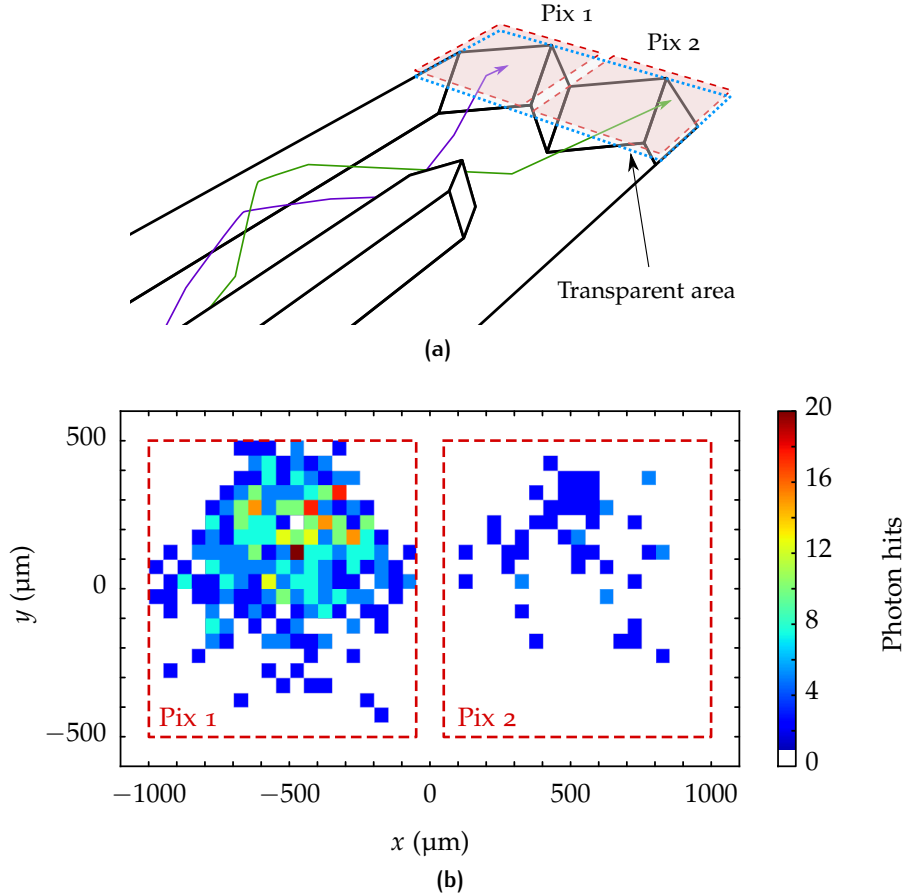 Pix 1
Pix 2
Transparent area
(a)
500
0
−500
y (µm)
Pix 1
Pix 2
−1000
−500
0
500
1000
x (µm)
20
16
12
8
4
0
Photon hits
(b)